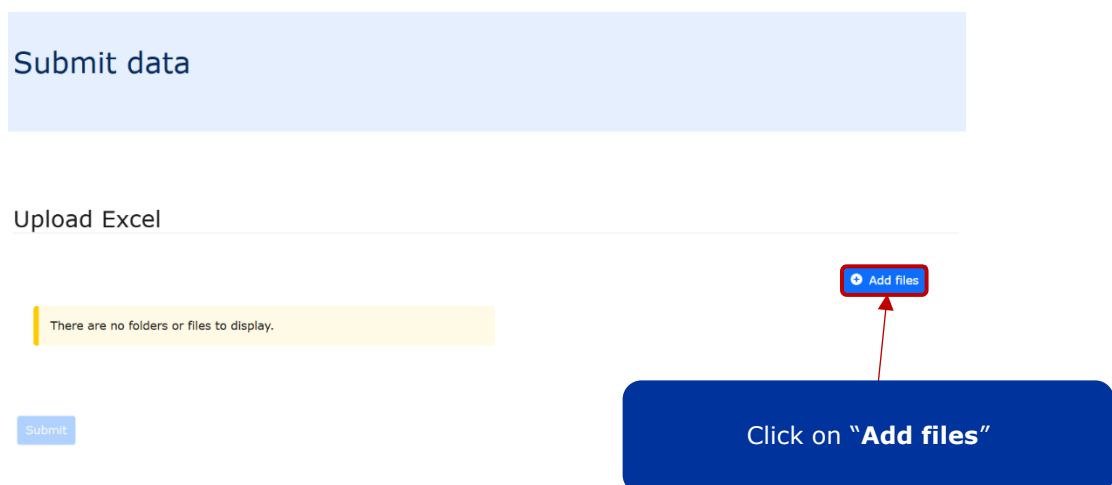 Submit data
Upload Excel
Add files
There are no folders or files to display.
Submit
Click on “Add files”